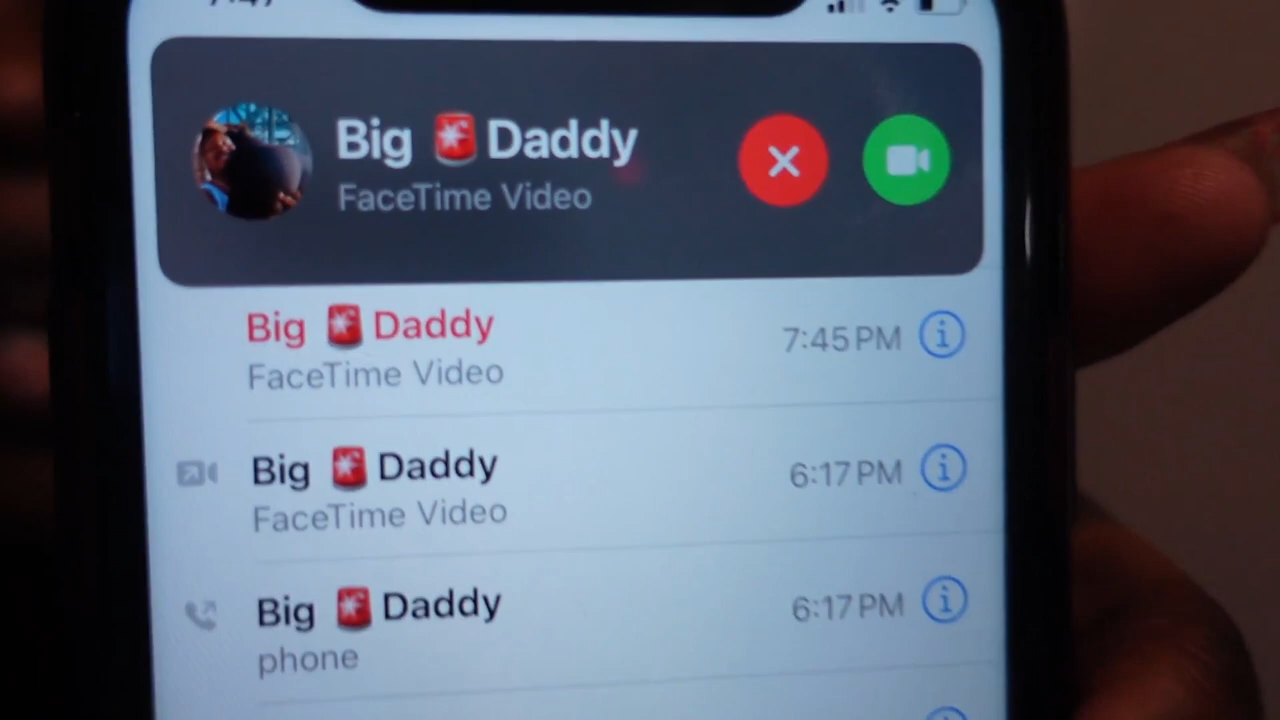 Big 🚨 Daddy
FaceTime Video
Big 🚨 Daddy
7:45 PM
FaceTime Video
Big 🚨 Daddy
6:17 PM
FaceTime Video
Big 🚨 Daddy
6:17 PM
phone